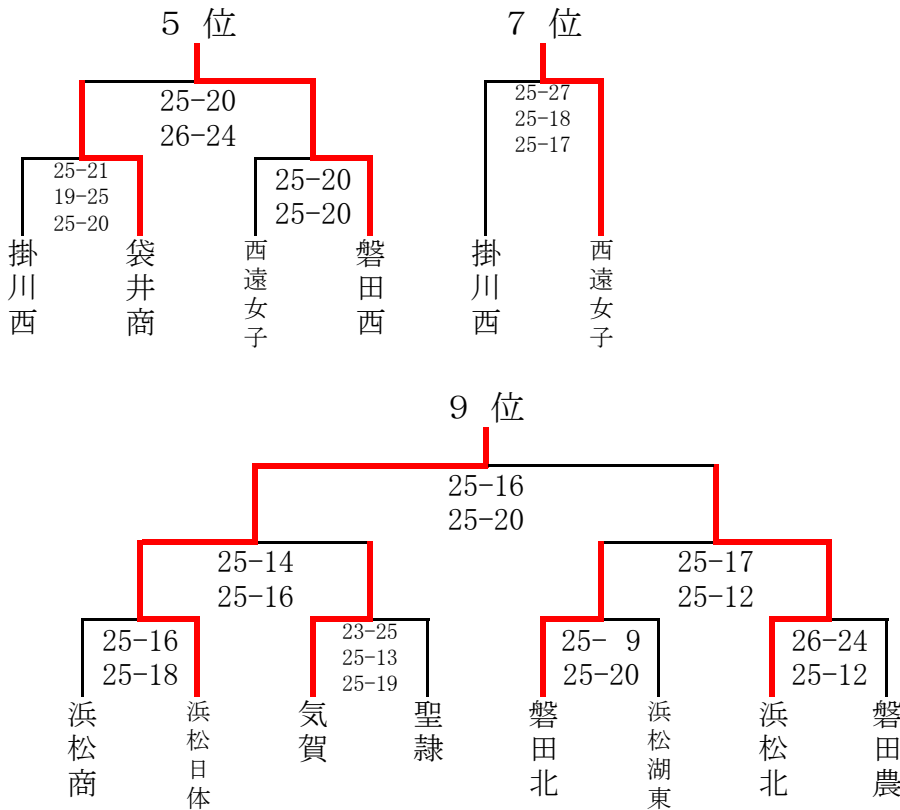 ５ 位
25-20
26-24
25-21
19-25
25-20
25-20
25-20
掛川西
袋井商
西遠女子
磐田西
７ 位
25-27
25-18
25-17
掛川西
西遠女子
９ 位
25-16
25-20
25-14
25-16
25-17
25-12
25-16
25-18
23-25
25-13
25-19
25- 9
25-20
26-24
25-12
浜松商
浜松日体
気賀
聖隷
磐田北
浜松湖東
浜松北
磐田農